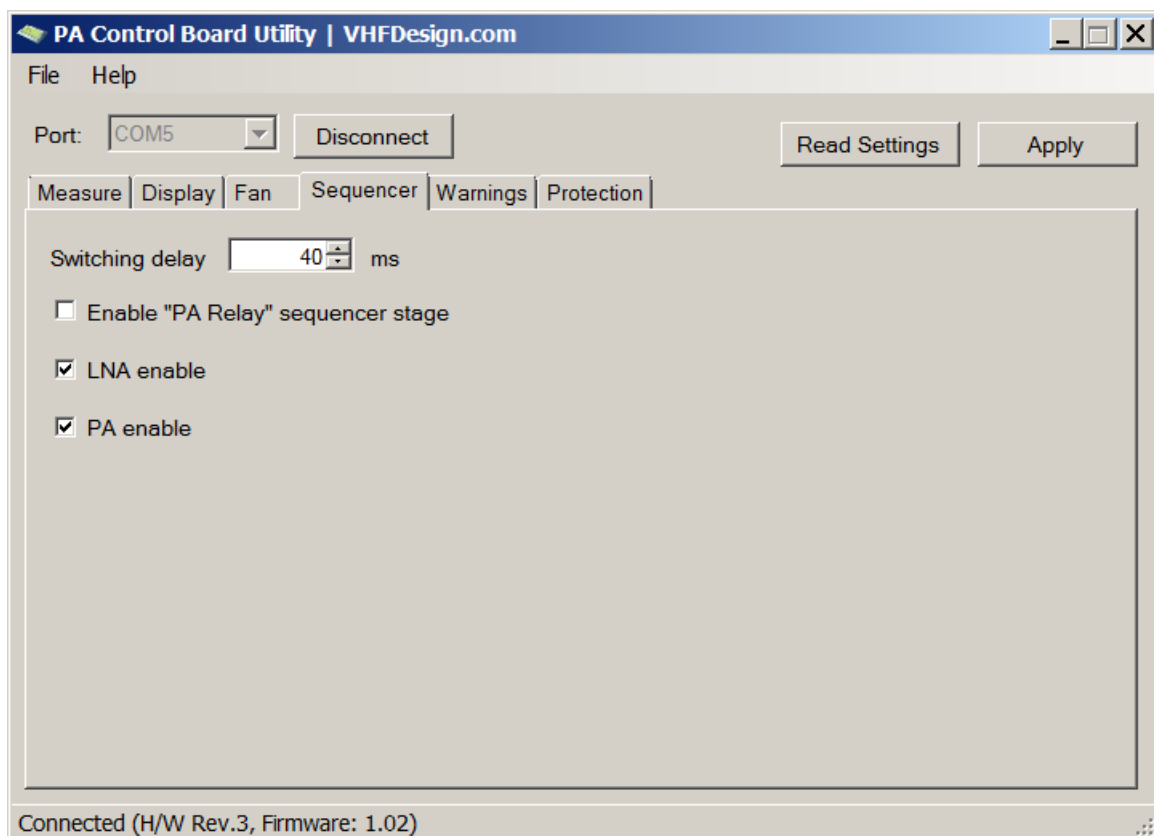 PA Control Board Utility | VHFDesign.com
File Help
Port: COM5 Disconnect Read Settings Apply
Measure Display Fan Sequencer Warnings Protection
Switching delay 40 ms
Enable "PA Relay" sequencer stage
LNA enable
PA enable
Connected (H/W Rev.3, Firmware: 1.02)